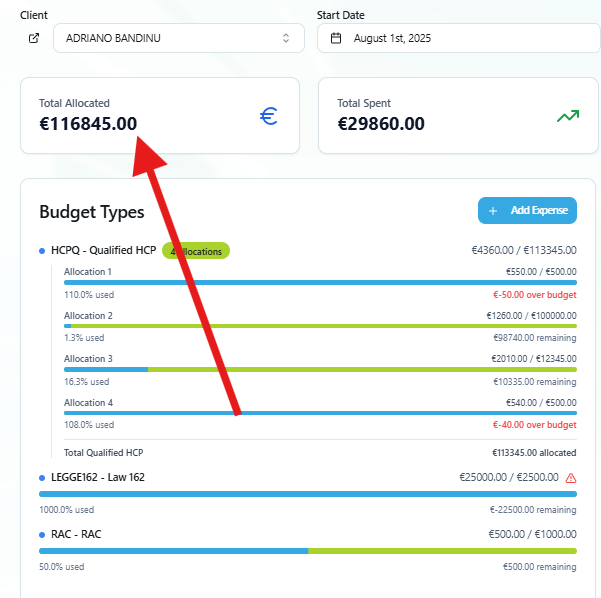 Client
Start Date
ADRIANO BANDINU
August 1st, 2025
Total Allocated
€116845.00
€
Total Spent
€29860.00
Budget Types
+ Add Expense
HCPQ - Qualified HCP
4 allocations
€4360.00 / €113345.00
Allocation 1
€550.00 / €500.00
110.0% used
€-50.00 over budget
Allocation 2
€1260.00 / €100000.00
1.3% used
€98740.00 remaining
Allocation 3
€2010.00 / €12345.00
16.3% used
€10335.00 remaining
Allocation 4
€540.00 / €500.00
108.0% used
€-40.00 over budget
Total Qualified HCP
€113345.00 allocated
LEGGE162 - Law 162
€25000.00 / €2500.00
1000.0% used
€-22500.00 remaining
RAC - RAC
€500.00 / €1000.00
50.0% used
€500.00 remaining